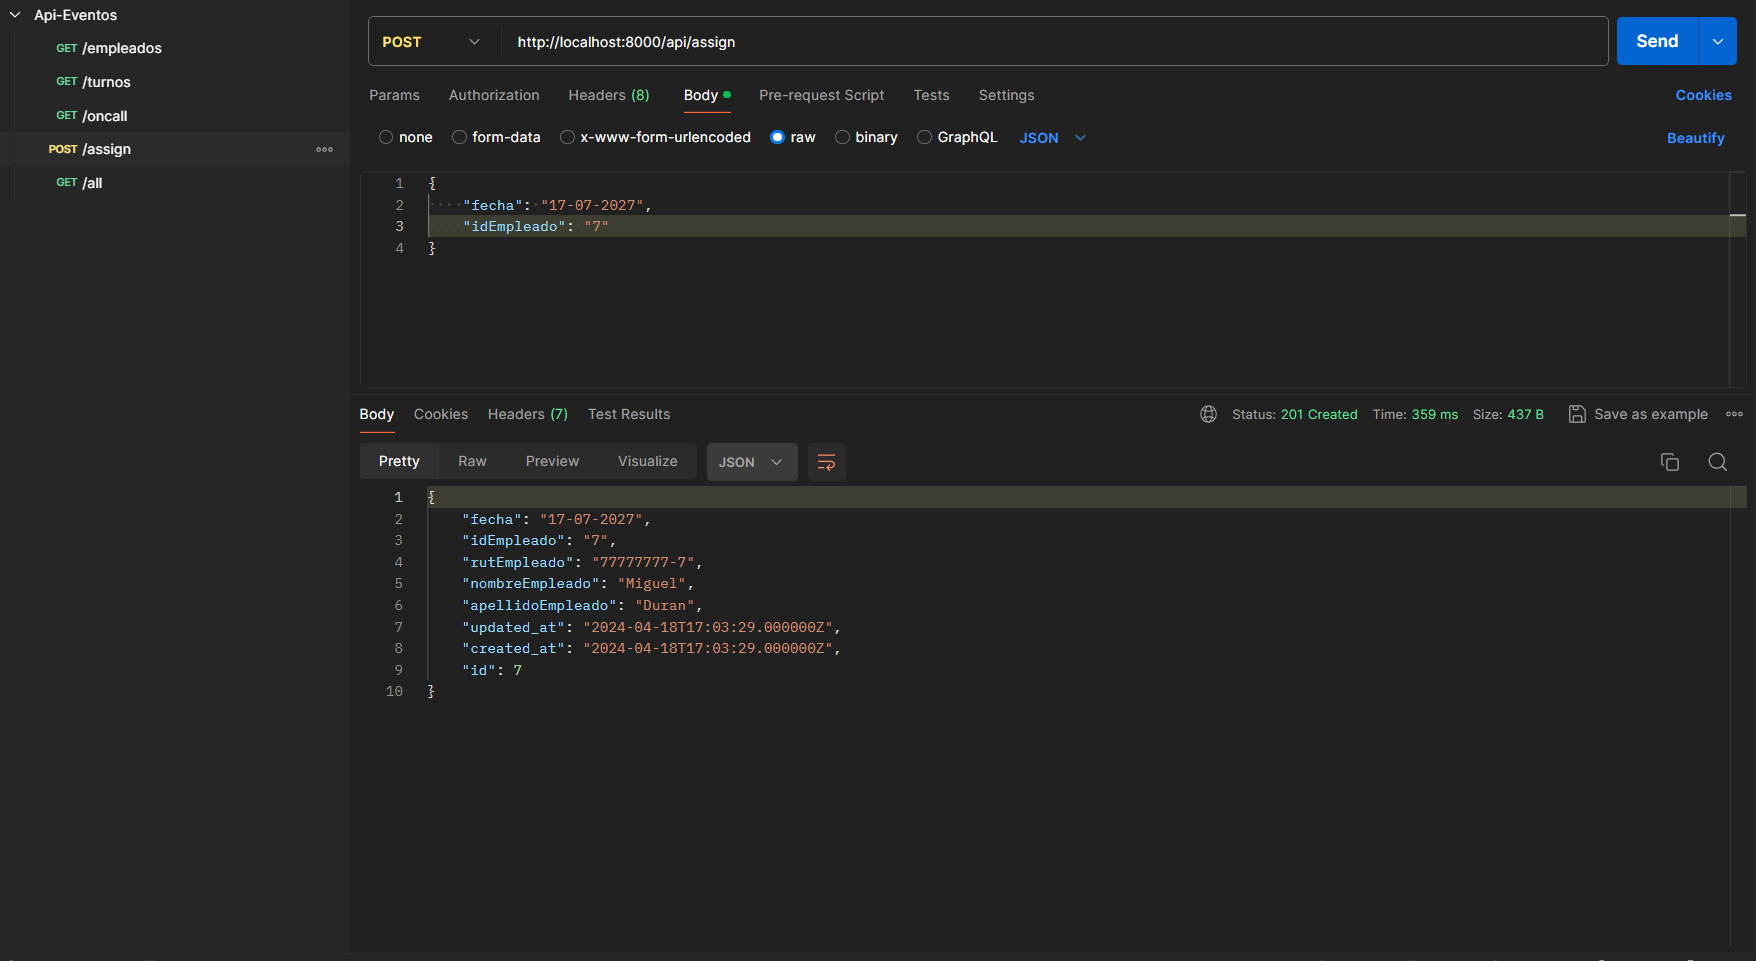 Api-Eventos
GET /empleados
GET /turnos
GET /oncall
POST /assign
GET /all
POST http://localhost:8000/api/assign Send
Params Authorization Headers (8) Body Pre-request Script Tests Settings Cookies
none form-data x-www-form-urlencoded raw binary GraphQL JSON Beautify
1 {
2 "fecha": "17-07-2027",
3 "idEmpleado": "7"
4 }
Body Cookies Headers (7) Test Results Status: 201 Created Time: 359 ms Size: 437 B Save as example
Pretty Raw Preview Visualize JSON
1 {
2 "fecha": "17-07-2027",
3 "idEmpleado": "7",
4 "rutEmpleado": "77777777-7",
5 "nombreEmpleado": "Miguel",
6 "apellidoEmpleado": "Duran",
7 "updated_at": "2024-04-18T17:03:29.000000Z",
8 "created_at": "2024-04-18T17:03:29.000000Z",
9 "id": 7
10 }